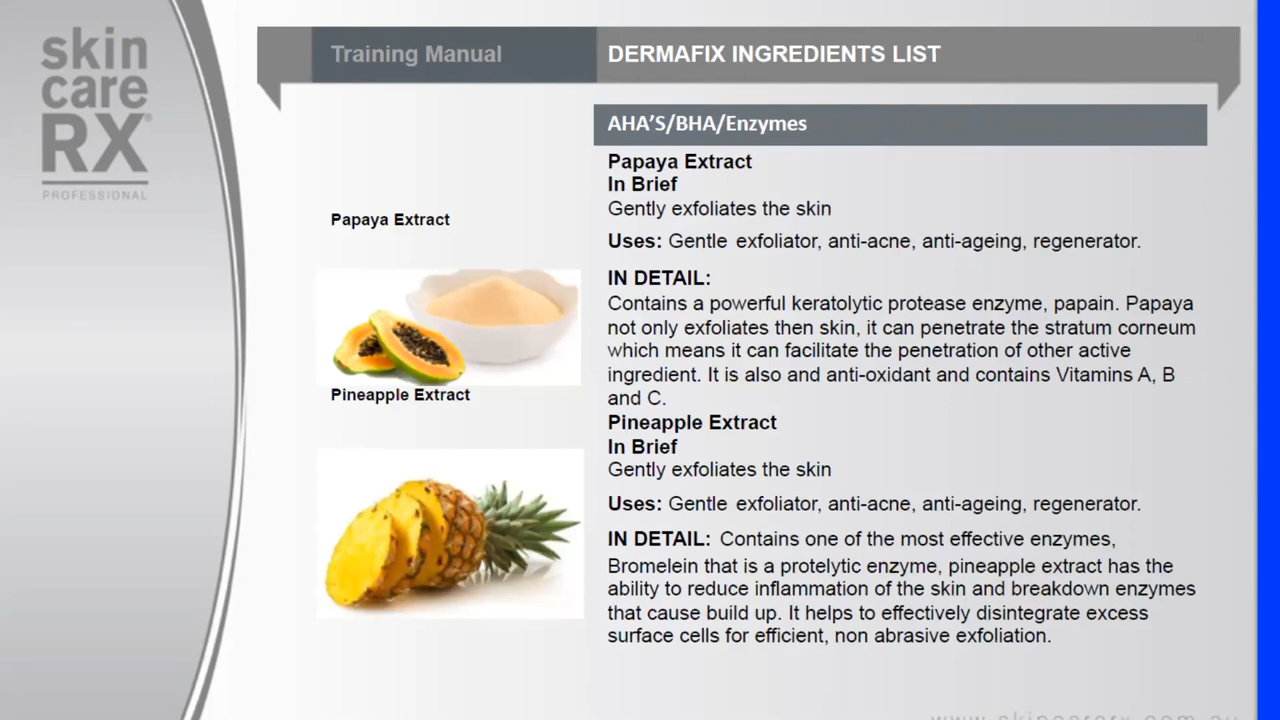 skin
care
RX®
PROFESSIONAL
Training Manual
DERMAFIX INGREDIENTS LIST
AHA'S/BHA/Enzymes
Papaya Extract
Papaya Extract
In Brief
Gently exfoliates the skin
Uses: Gentle exfoliator, anti-acne, anti-ageing, regenerator.
IN DETAIL:
Contains a powerful keratolytic protease enzyme, papain. Papaya
not only exfoliates then skin, it can penetrate the stratum corneum
which means it can facilitate the penetration of other active
ingredient. It is also and anti-oxidant and contains Vitamins A, B
and C.
Pineapple Extract
Pineapple Extract
In Brief
Gently exfoliates the skin
Uses: Gentle exfoliator, anti-acne, anti-ageing, regenerator.
IN DETAIL: Contains one of the most effective enzymes,
Bromelein that is a protelytic enzyme, pineapple extract has the
ability to reduce inflammation of the skin and breakdown enzymes
that cause build up. It helps to effectively disintegrate excess
surface cells for efficient, non abrasive exfoliation.
www.skincarerx.com.au